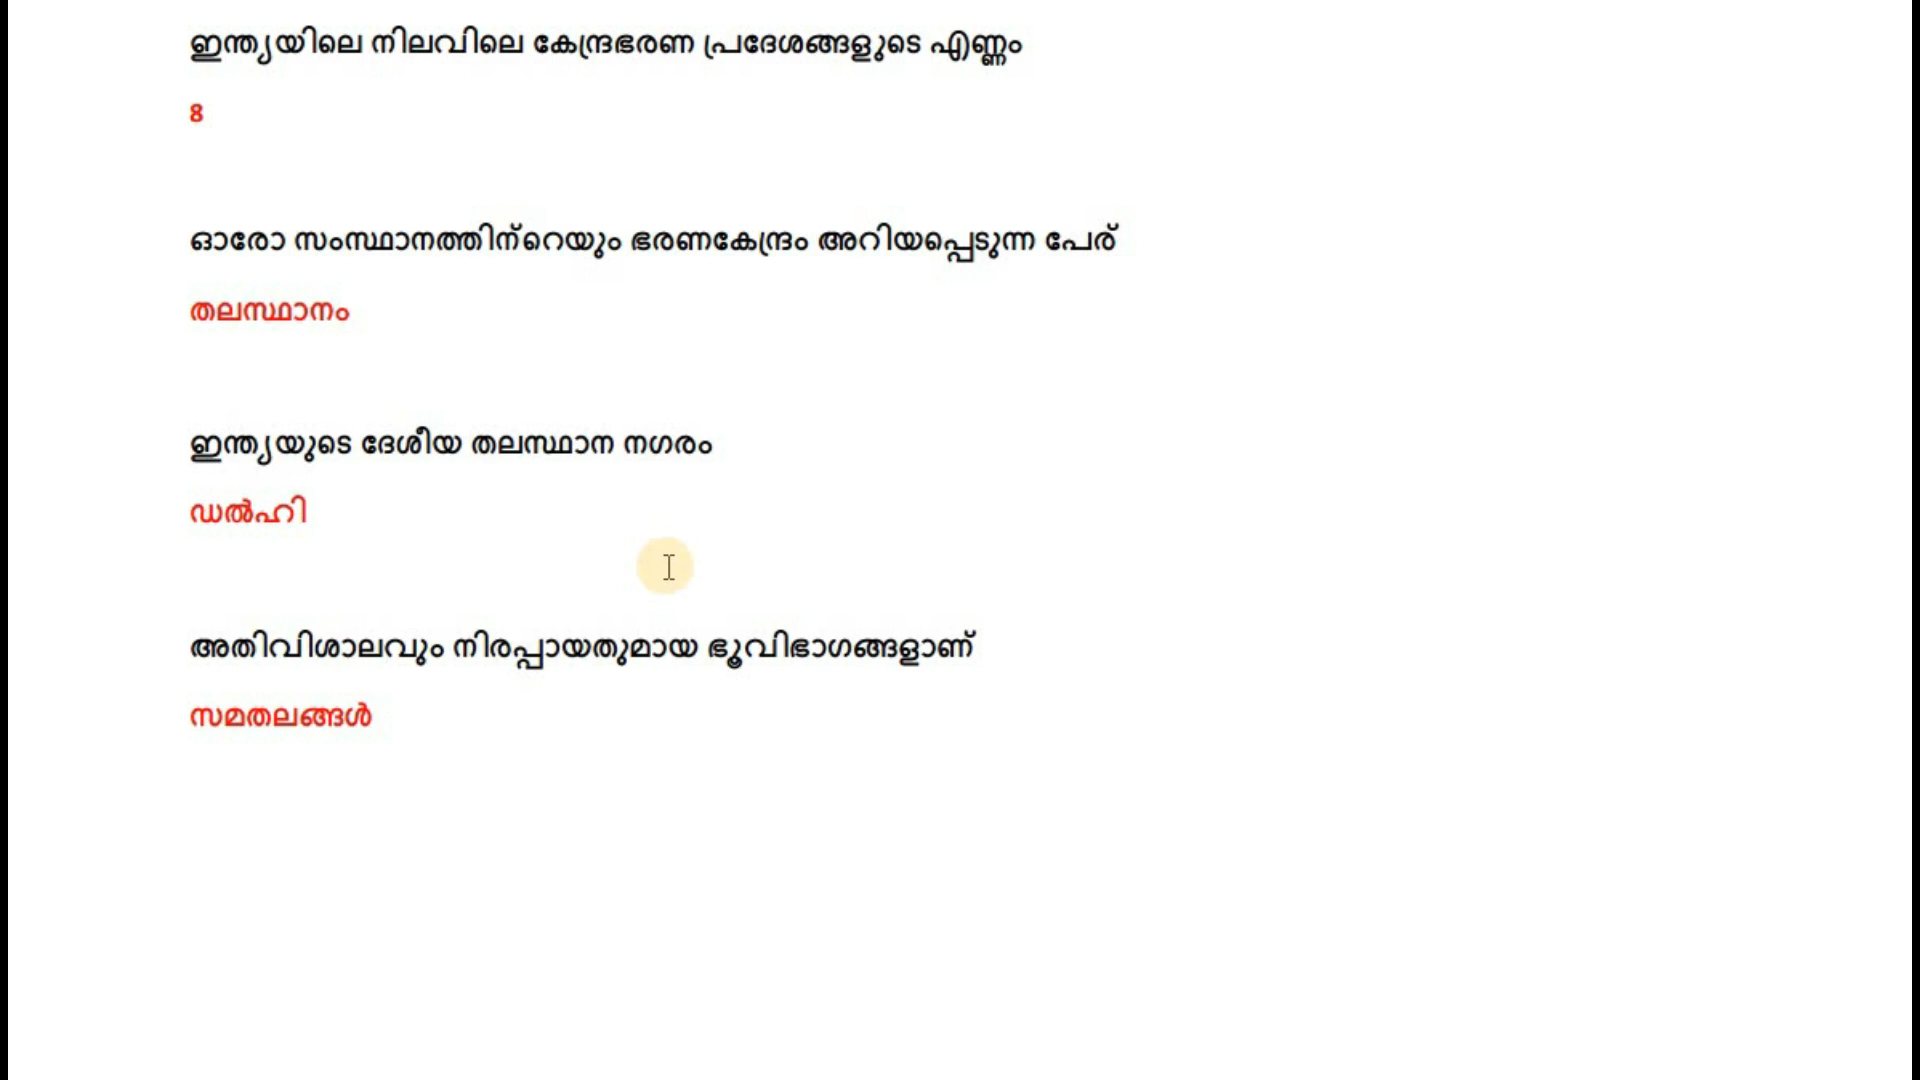 ഇന്ത്യയിലെ നിലവിലെ കേന്ദ്രഭരണ പ്രദേശങ്ങളുടെ എണ്ണം
8
ഓരോ സംസ്ഥാനത്തിന്റെയും ഭരണകേന്ദ്രം അറിയപ്പെടുന്ന പേര്
തലസ്ഥാനം
ഇന്ത്യയുടെ ദേശീയ തലസ്ഥാന നഗരം
ഡൽഹി
അതിവിശാലവും നിരപ്പായതുമായ ഭൂവിഭാഗങ്ങളാണ്
സമതലങ്ങൾ